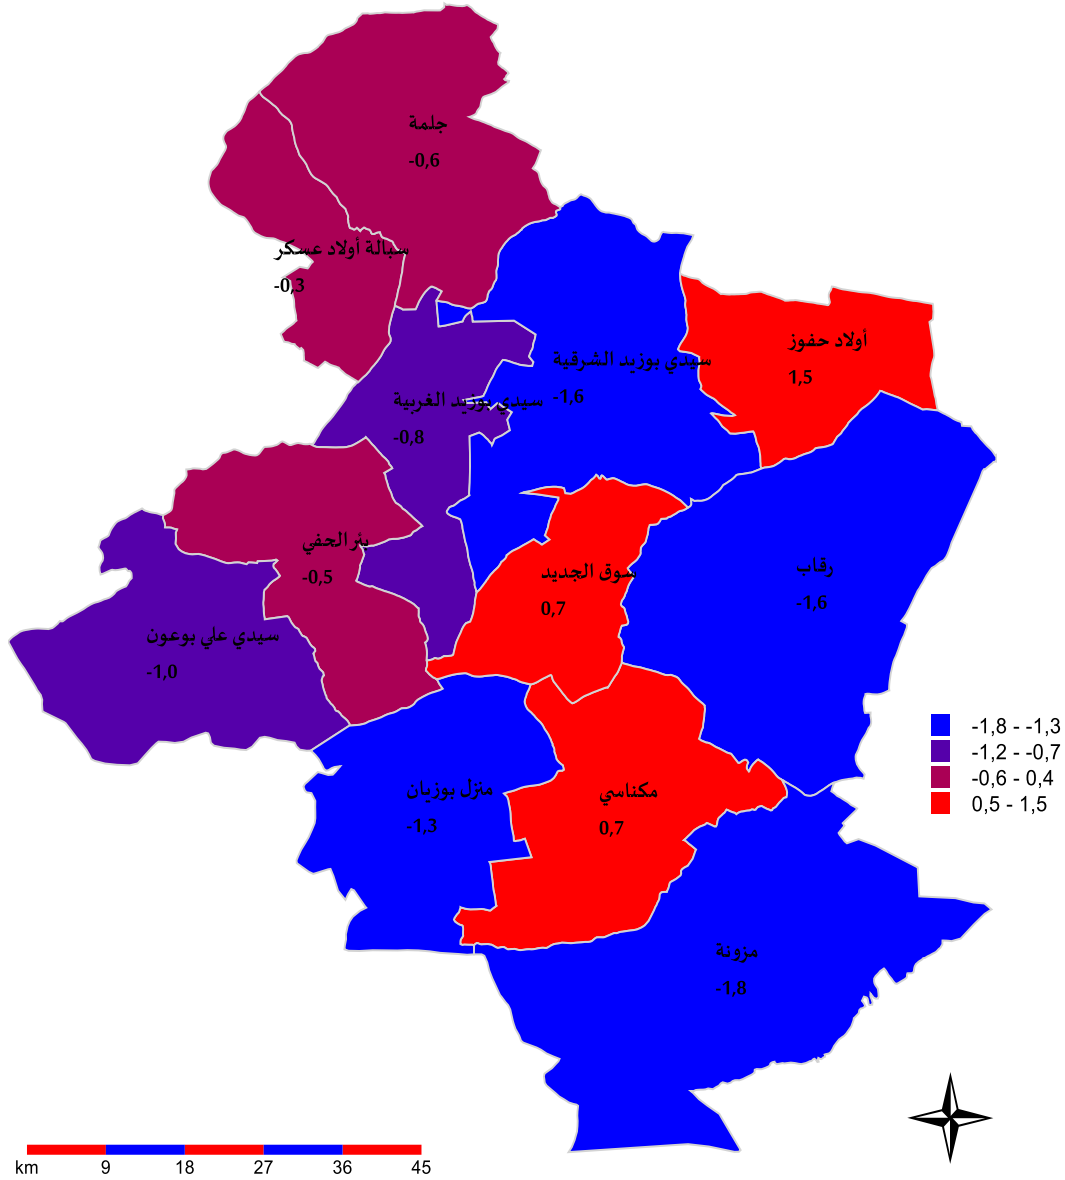 جلمة
-0,6
سبالة أولاد عسكر
-0,3
أولاد حفوز
1,5
سيدي بوزيد الشرقية
-1,6
سيدي بوزيد الغربية
-0,8
بئر الحفي
-0,5
سوق الجديد
0,7
رقاب
-1,6
سيدي علي بوعون
-1,0
منزل بوزيان
-1,3
مكناسي
0,7
مزونة
-1,8
-1,8 - -1,3
-1,2 - -0,7
-0,6 - 0,4
0,5 - 1,5
km 9 18 27 36 45